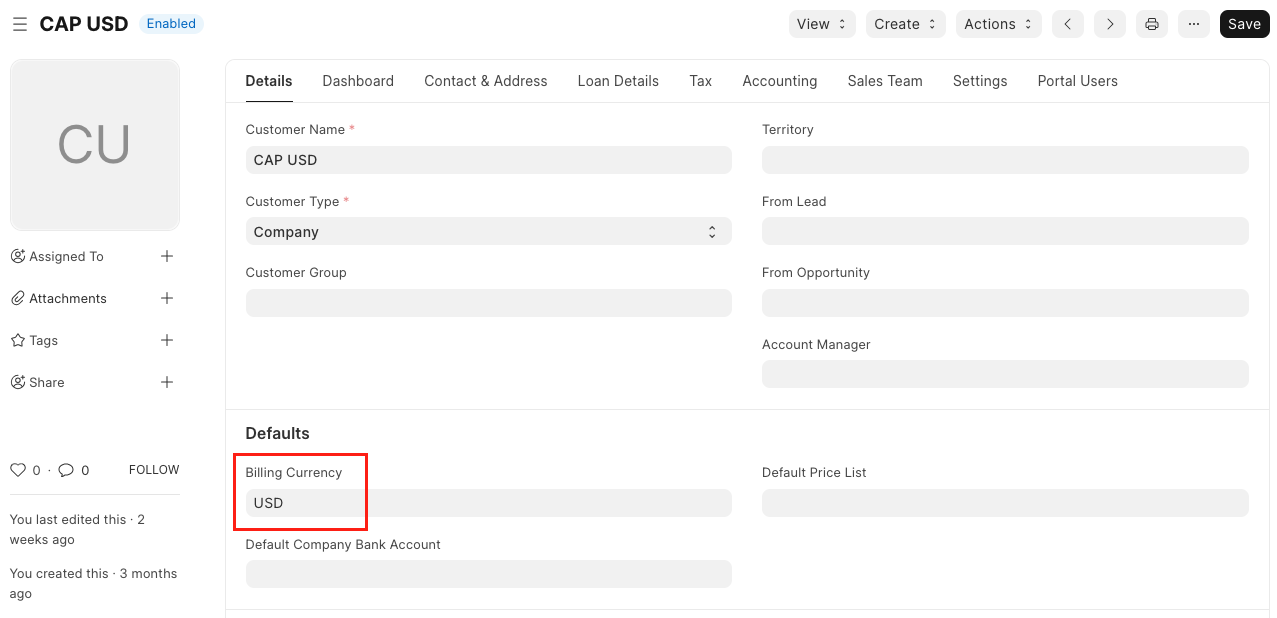 CAP USD
Enabled
View
Create
Actions
Save
CU
Assigned To
Attachments
Tags
Share
0 · 0
FOLLOW
You last edited this · 2
weeks ago
You created this · 3 months
ago
Details
Dashboard
Contact & Address
Loan Details
Tax
Accounting
Sales Team
Settings
Portal Users
Customer Name *
CAP USD
Territory
Customer Type *
Company
From Lead
Customer Group
From Opportunity
Account Manager
Defaults
Billing Currency
USD
Default Price List
Default Company Bank Account